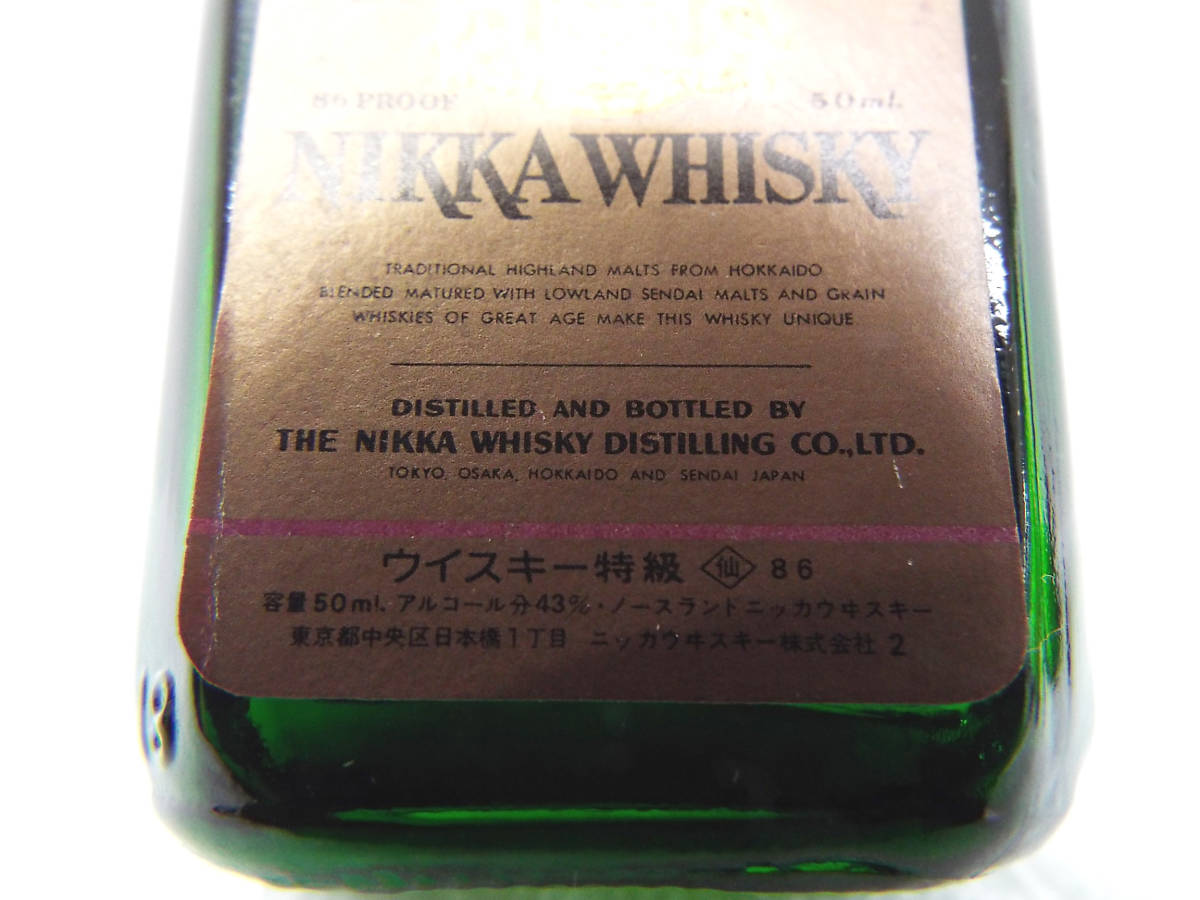 86 PROOF 50ml.
NIKKA WHISKY
TRADITIONAL HIGHLAND MALTS FROM HOKKAIDO
BLENDED MATURED WITH LOWLAND SENDAI MALTS AND GRAIN
WHISKIES OF GREAT AGE MAKE THIS WHISKY UNIQUE
DISTILLED AND BOTTLED BY
THE NIKKA WHISKY DISTILLING CO.,LTD.
TOKYO, OSAKA, HOKKAIDO AND SENDAI JAPAN
ウイスキー特級 仙 86
容量50ml. アルコール分43%・ノースランドニッカウヰスキー
東京都中央区日本橋1丁目 ニッカウヰスキー株式会社 2